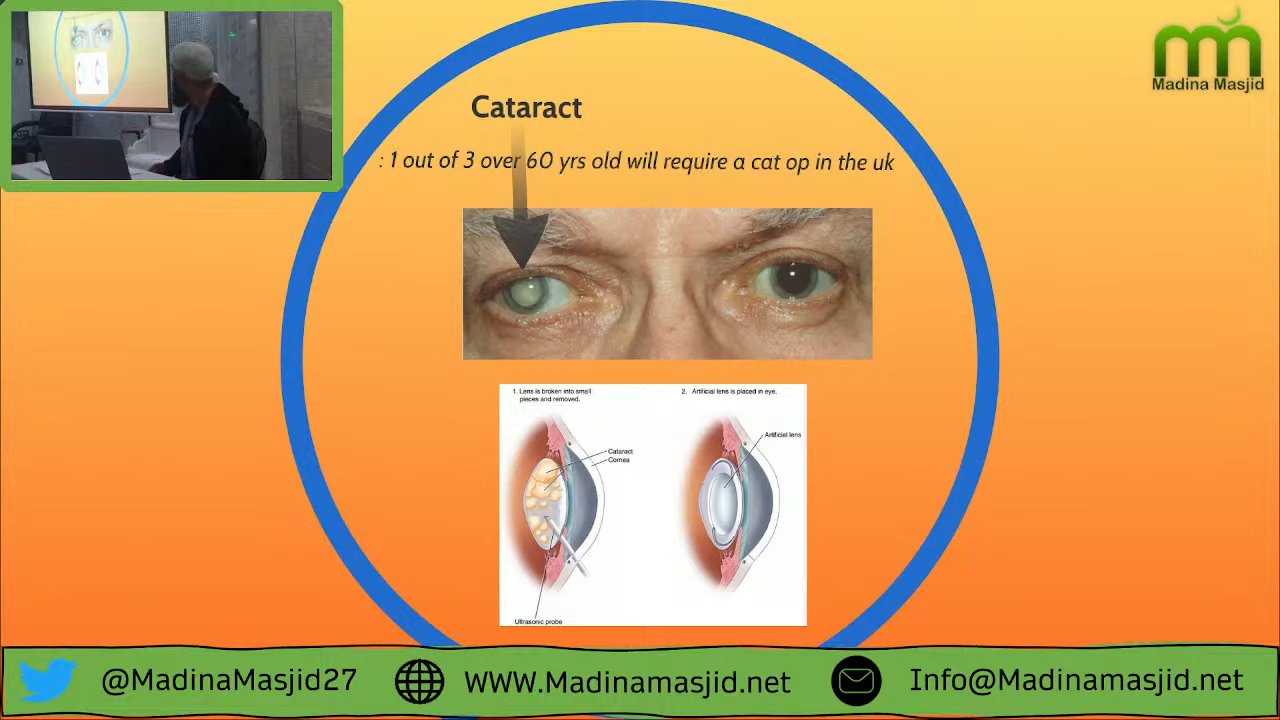 Madina Masjid
Cataract
: 1 out of 3 over 60 yrs old will require a cat op in the uk
1. Lens is broken into small
pieces and removed.
Cataract
Cornea
Ultrasonic probe
2. Artificial lens is placed in eye.
Artificial lens
@MadinaMasjid27
WWW.Madinamasjid.net
Info@Madinamasjid.net